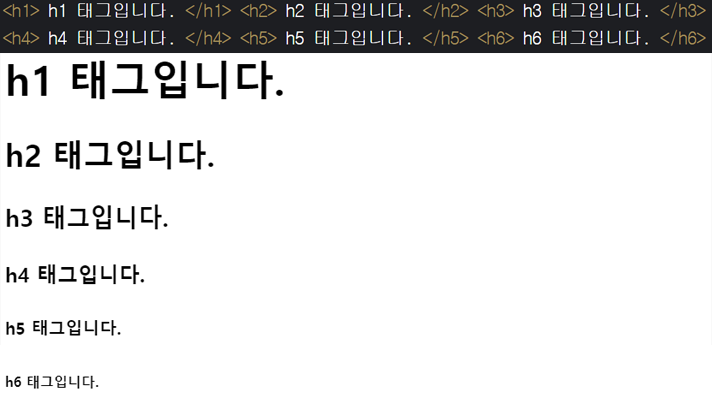 <h1> h1 태그입니다. </h1> <h2> h2 태그입니다. </h2> <h3> h3 태그입니다. </h3>
<h4> h4 태그입니다. </h4> <h5> h5 태그입니다. </h5> <h6> h6 태그입니다. </h6>
h1 태그입니다.
h2 태그입니다.
h3 태그입니다.
h4 태그입니다.
h5 태그입니다.
h6 태그입니다.